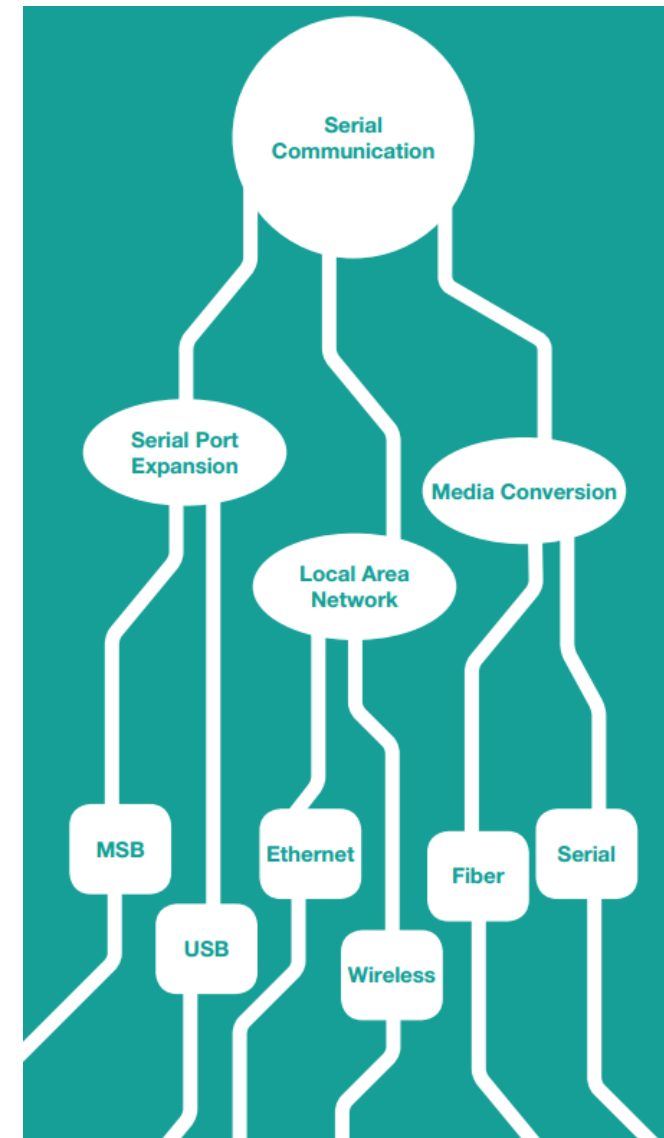 Serial
Communication
Serial Port
Expansion
Media Conversion
Local Area
Network
MSB
Ethernet
Serial
Fiber
USB
Wireless